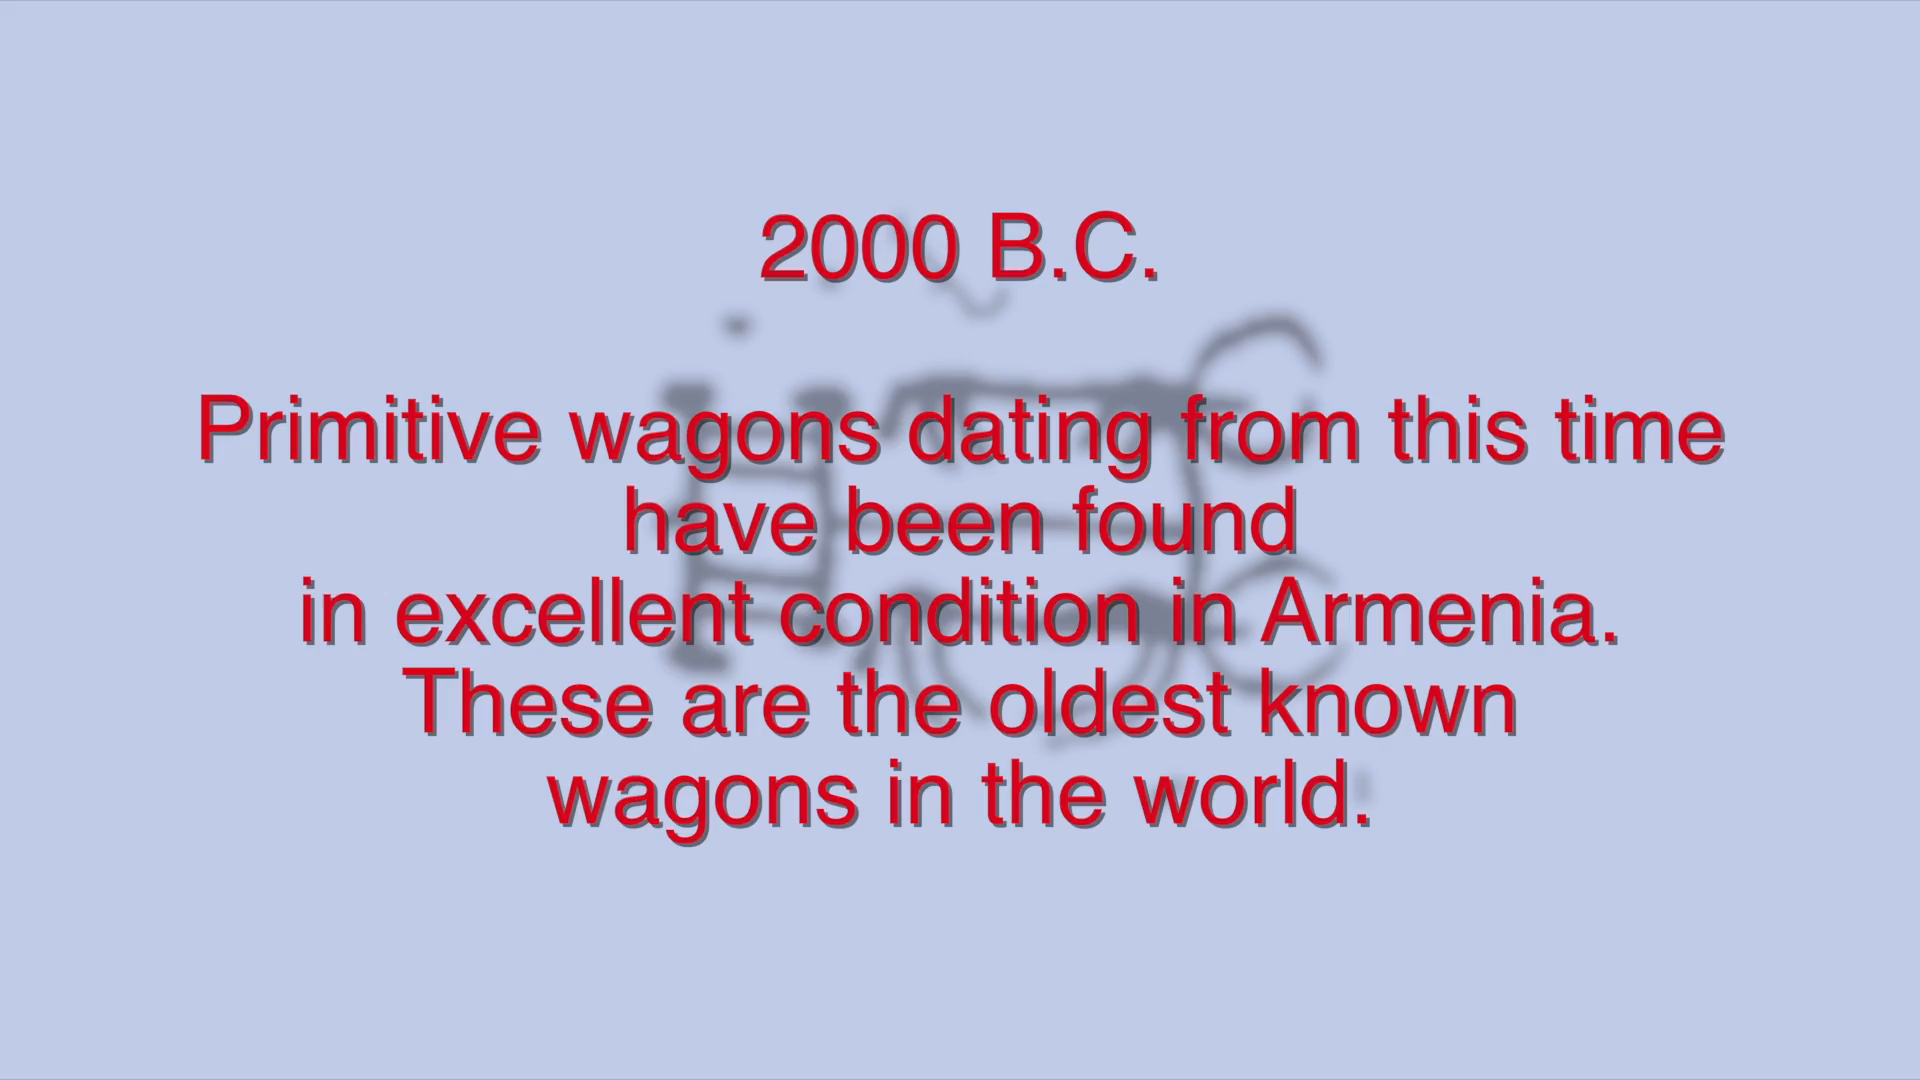 2000 B.C.
Primitive wagons dating from this time
have been found
in excellent condition in Armenia.
These are the oldest known
wagons in the world.